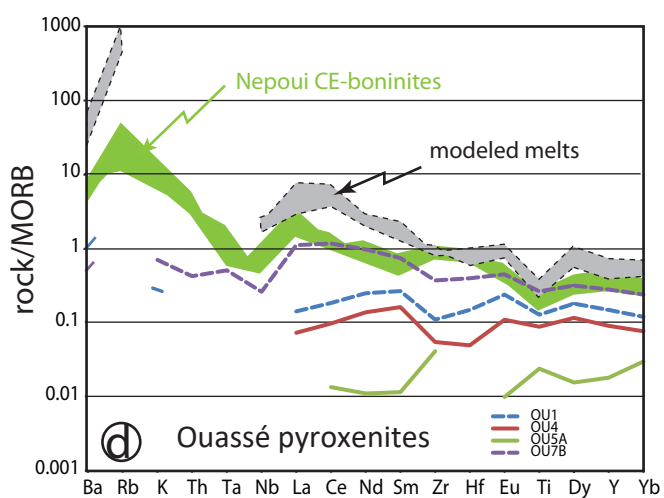 1000
Nepoui CE-boninites
100
modeled melts
10
rock/MORB
1
0.1
0.01
OU1
OU4
OU5A
OU7B
d Ouassé pyroxenites
0.001
Ba Rb K Th Ta Nb La Ce Nd Sm Zr Hf Eu Ti Dy Y Yb